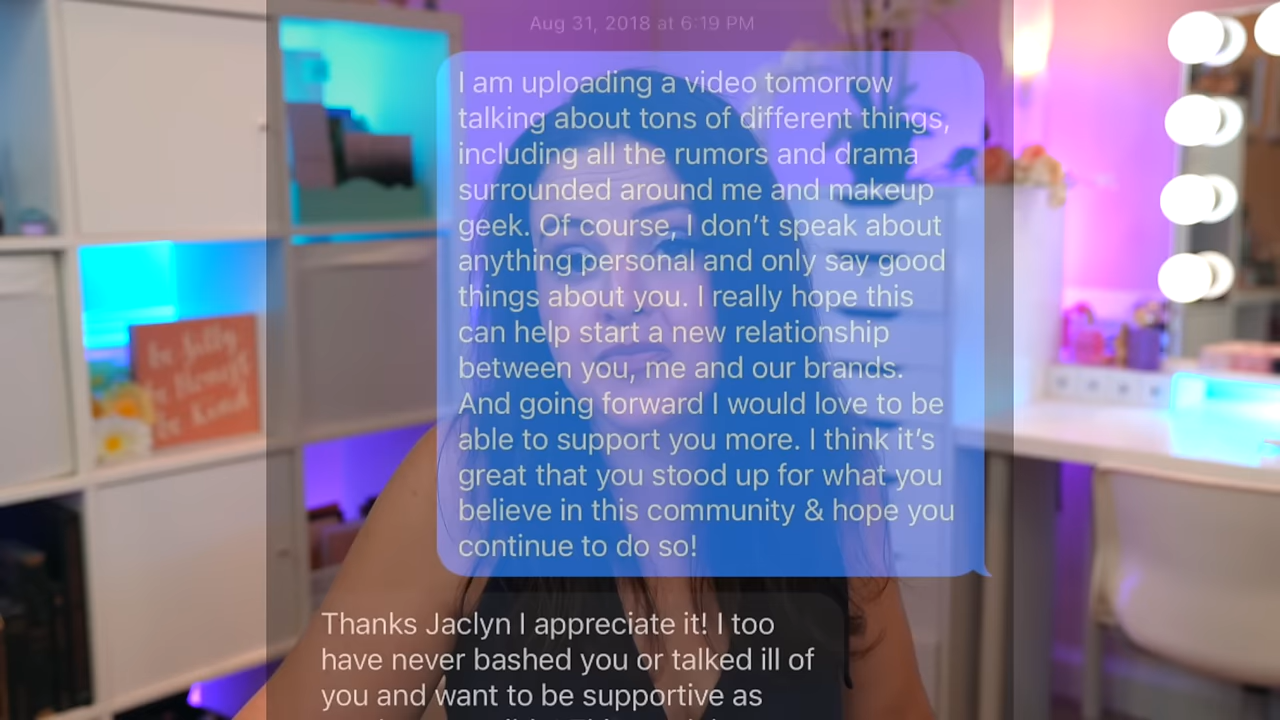 Aug 31, 2018 at 6:19 PM
I am uploading a video tomorrow
talking about tons of different things,
including all the rumors and drama
surrounded around me and makeup
geek. Of course, I don’t speak about
anything personal and only say good
things about you. I really hope this
can help start a new relationship
between you, me and our brands.
And going forward I would love to be
able to support you more. I think it’s
great that you stood up for what you
believe in this community & hope you
continue to do so!
Thanks Jaclyn I appreciate it! I too
have never bashed you or talked ill of
you and want to be supportive as
be Silly
be Honest
be Kind